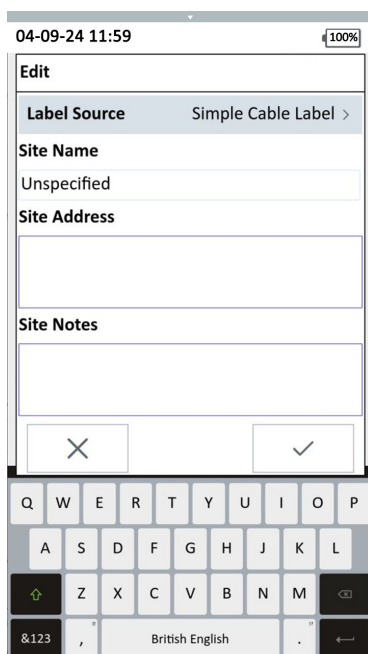 04-09-24 11:59 100%
Edit
Label Source Simple Cable Label >
Site Name
Unspecified
Site Address
Site Notes
Q W E R T Y U I O P
A S D F G H J K L
Z X C V B N M
&123 , British English .